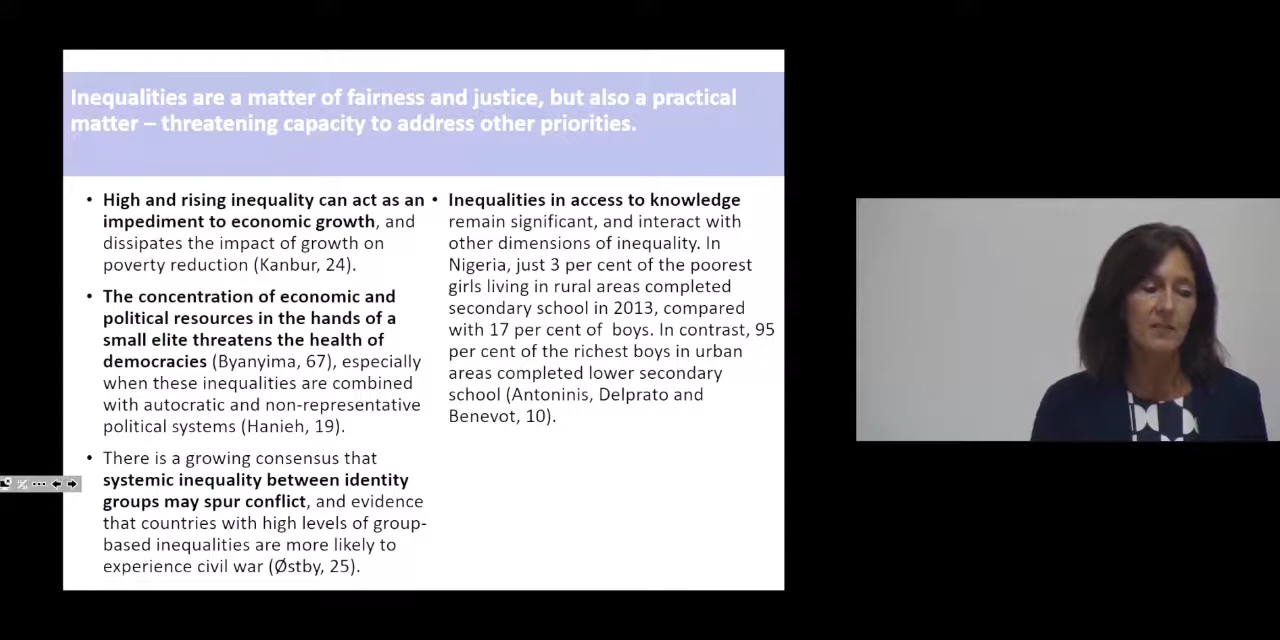 Inequalities are a matter of fairness and justice, but also a practical
matter – threatening capacity to address other priorities.
• High and rising inequality can act as an
impediment to economic growth, and
dissipates the impact of growth on
poverty reduction (Kanbur, 24).
• The concentration of economic and
political resources in the hands of a
small elite threatens the health of
democracies (Byanyima, 67), especially
when these inequalities are combined
with autocratic and non-representative
political systems (Hanieh, 19).
• There is a growing consensus that
systemic inequality between identity
groups may spur conflict, and evidence
that countries with high levels of group-
based inequalities are more likely to
experience civil war (Østby, 25).
• Inequalities in access to knowledge
remain significant, and interact with
other dimensions of inequality. In
Nigeria, just 3 per cent of the poorest
girls living in rural areas completed
secondary school in 2013, compared
with 17 per cent of boys. In contrast, 95
per cent of the richest boys in urban
areas completed lower secondary
school (Antoninis, Delprato and
Benevot, 10).